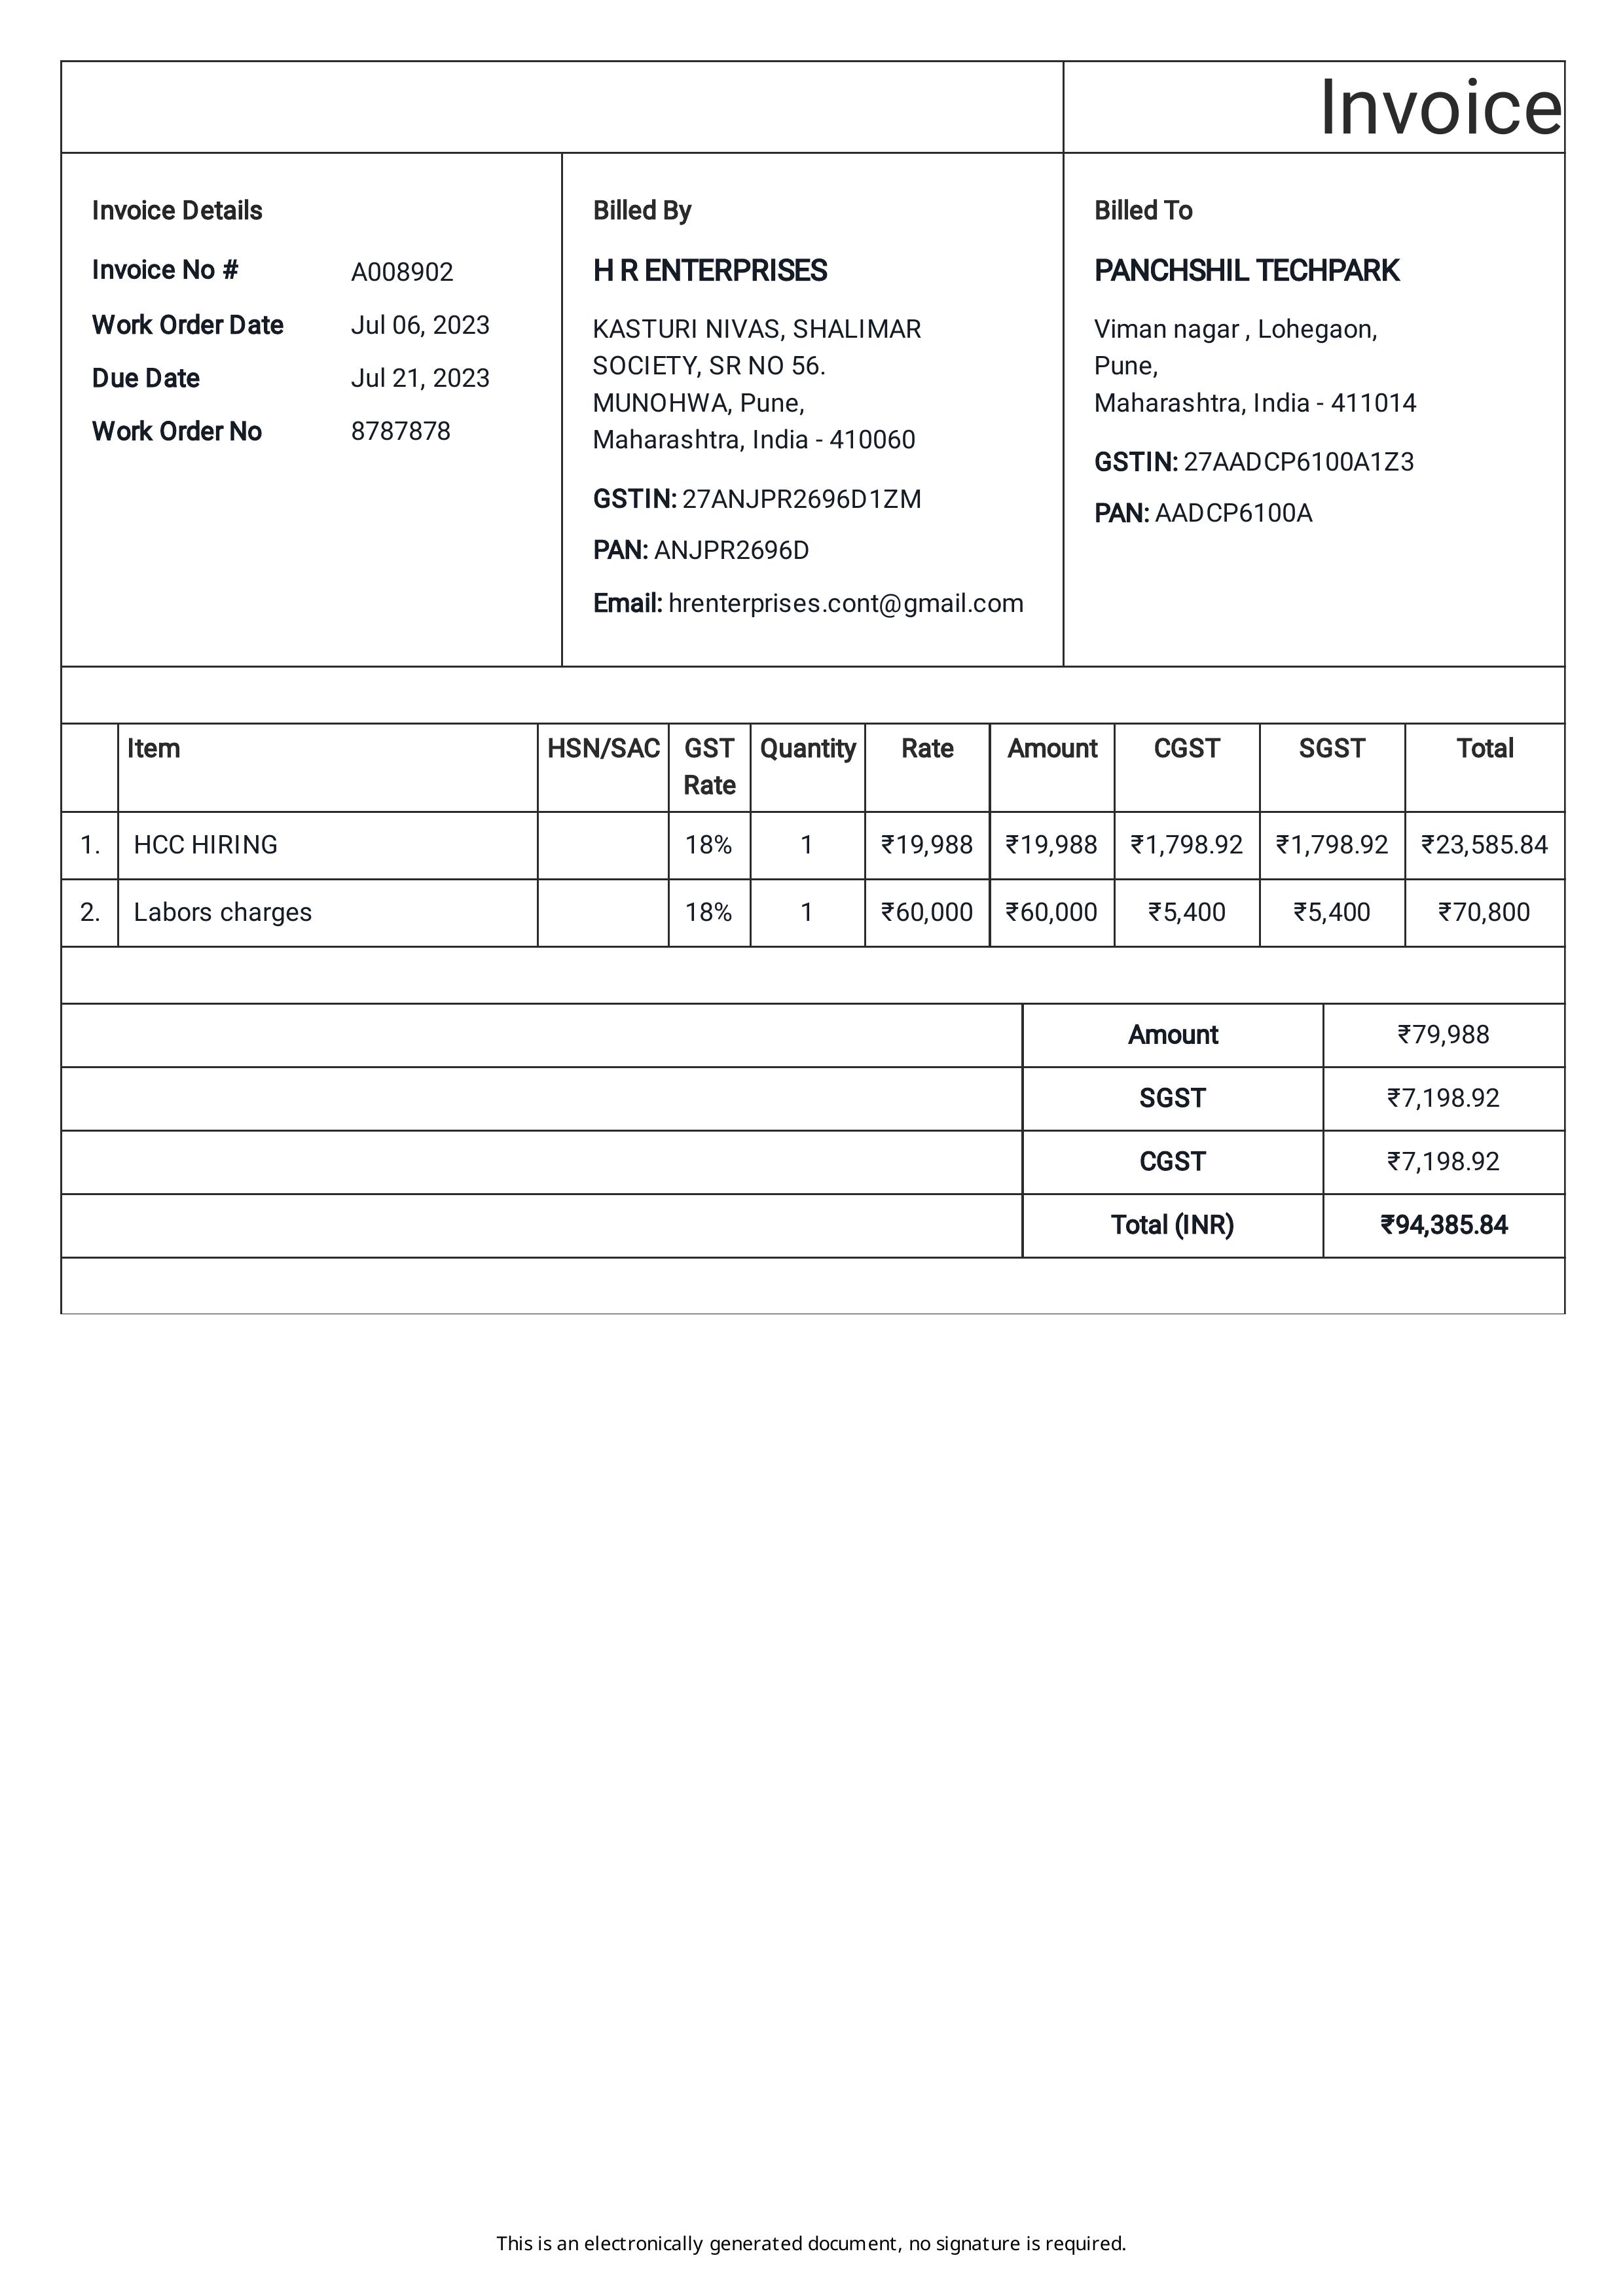 Invoice
Invoice Details
Invoice No # A008902
Work Order Date Jul 06, 2023
Due Date Jul 21, 2023
Work Order No 8787878
Billed By
H R ENTERPRISES
KASTURI NIVAS, SHALIMAR
SOCIETY, SR NO 56.
MUNOHWA, Pune,
Maharashtra, India - 410060
GSTIN: 27ANJPR2696D1ZM
PAN: ANJPR2696D
Email: hrenterprises.cont@gmail.com
Billed To
PANCHSHIL TECHPARK
Viman nagar , Lohegaon,
Pune,
Maharashtra, India - 411014
GSTIN: 27AADCP6100A1Z3
PAN: AADCP6100A
Item HSN/SAC GST Rate Quantity Rate Amount CGST SGST Total
1. HCC HIRING 18% 1 ₹19,988 ₹19,988 ₹1,798.92 ₹1,798.92 ₹23,585.84
2. Labors charges 18% 1 ₹60,000 ₹60,000 ₹5,400 ₹5,400 ₹70,800
Amount ₹79,988
SGST ₹7,198.92
CGST ₹7,198.92
Total (INR) ₹94,385.84
This is an electronically generated document, no signature is required.